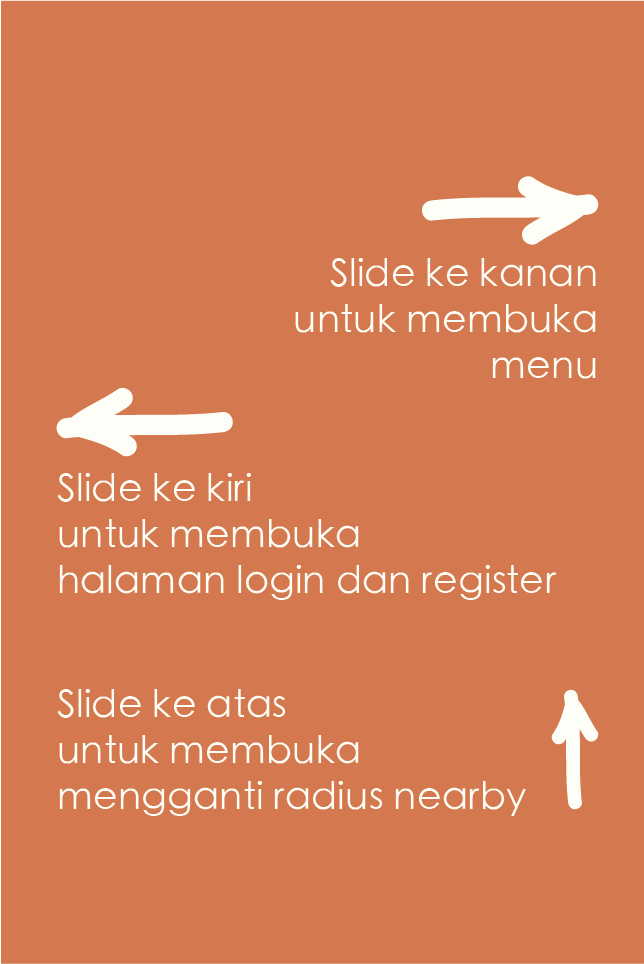 Slide ke kanan
untuk membuka
menu
Slide ke kiri
untuk membuka
halaman login dan register
Slide ke atas
untuk membuka
mengganti radius nearby